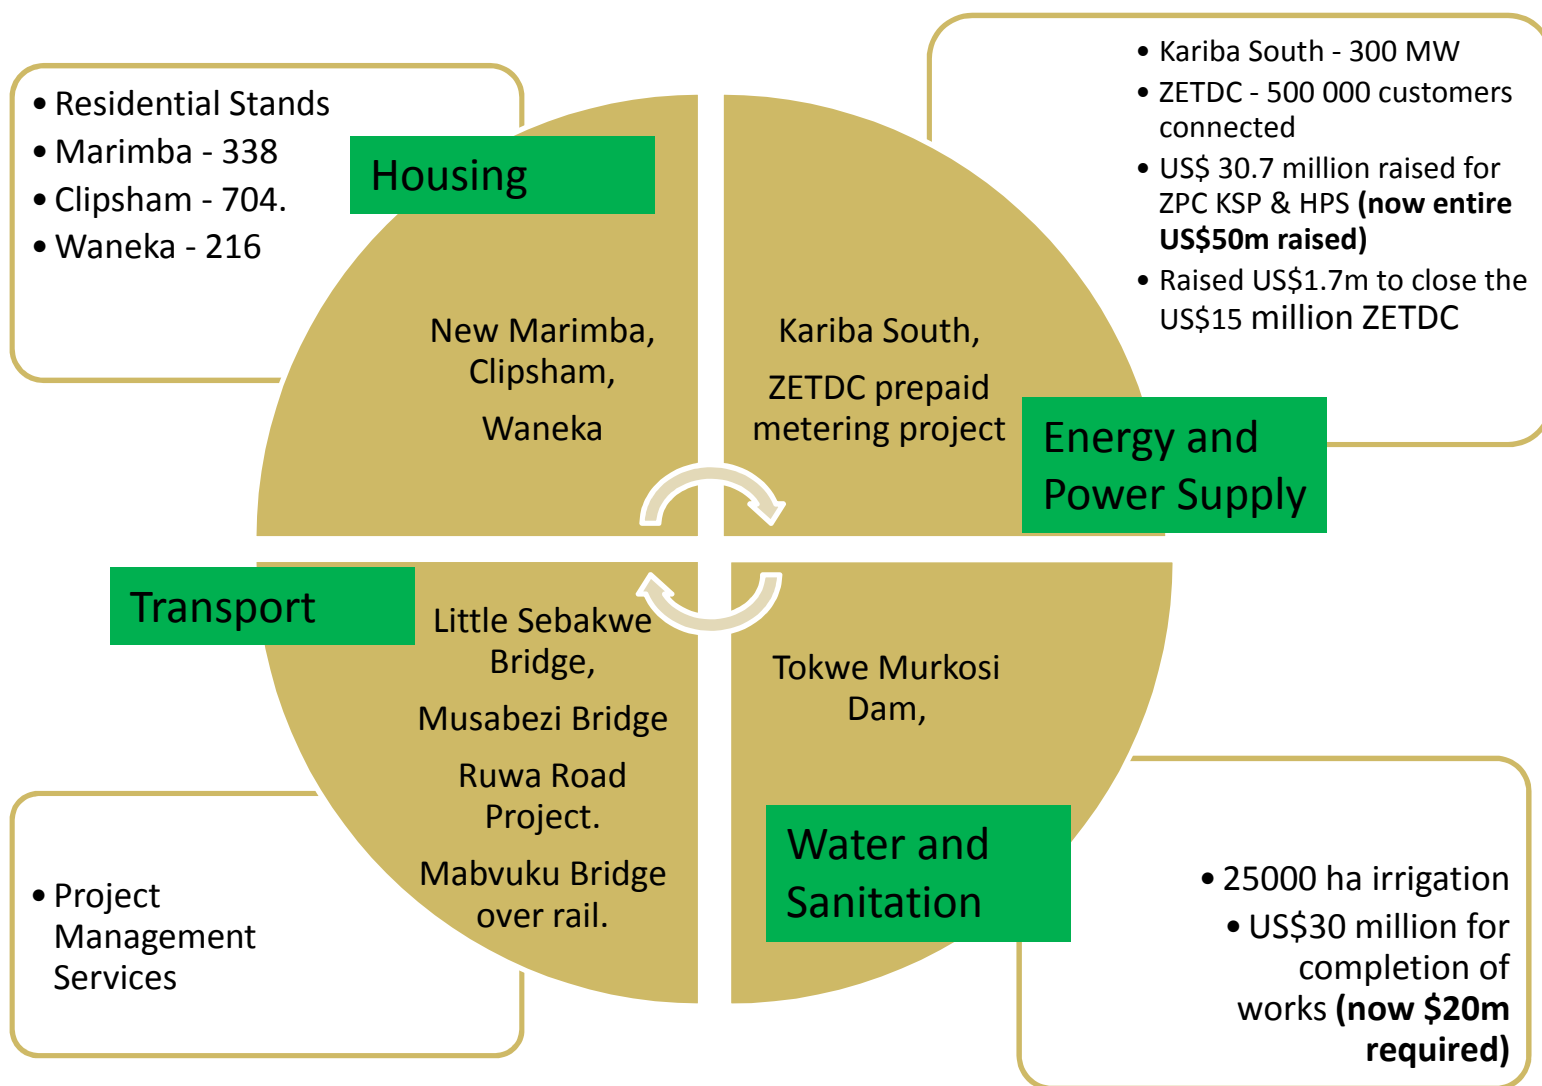 • Residential Stands
• Marimba - 338
• Clipsham - 704.
• Waneka - 216
Housing
New Marimba,
Clipsham,
Waneka
• Kariba South - 300 MW
• ZETDC - 500 000 customers
connected
• US$ 30.7 million raised for
ZPC KSP & HPS (now entire
US$50m raised)
• Raised US$1.7m to close the
US$15 million ZETDC
Kariba South,
ZETDC prepaid
metering project
Energy and
Power Supply
Transport
Little Sebakwe
Bridge,
Musabezi Bridge
Ruwa Road
Project.
Mabvuku Bridge
over rail.
• Project
Management
Services
Tokwe Murkosi
Dam,
Water and
Sanitation
• 25000 ha irrigation
• US$30 million for
completion of
works (now $20m
required)